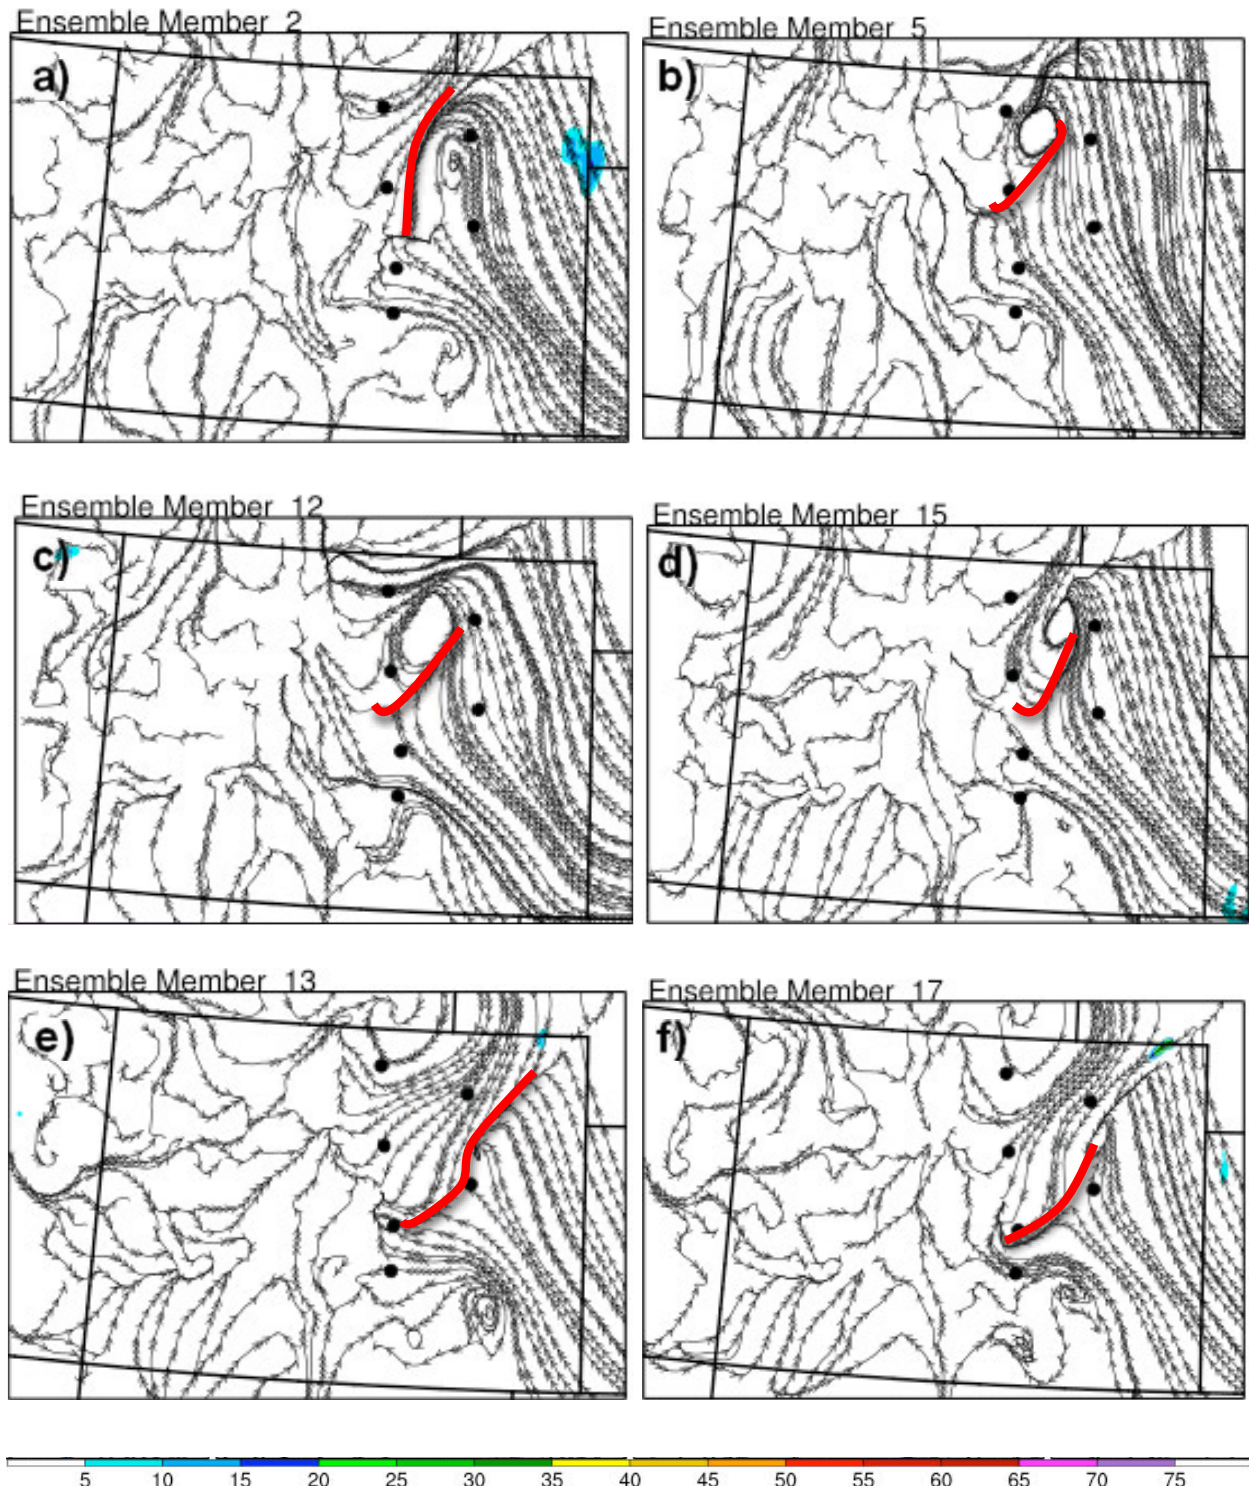 Ensemble Member 2
Ensemble Member 5
a)
b)
Ensemble Member 12
Ensemble Member 15
c)
d)
Ensemble Member 13
Ensemble Member 17
e)
f)
5 10 15 20 25 30 35 40 45 50 55 60 65 70 75